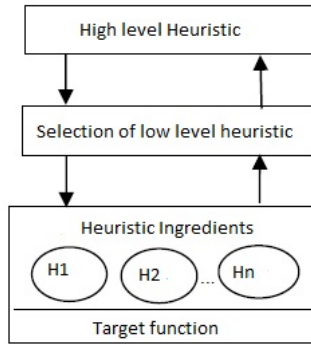 High level Heuristic
Selection of low level heuristic
Heuristic Ingredients
H1 H2 ... Hn
Target function